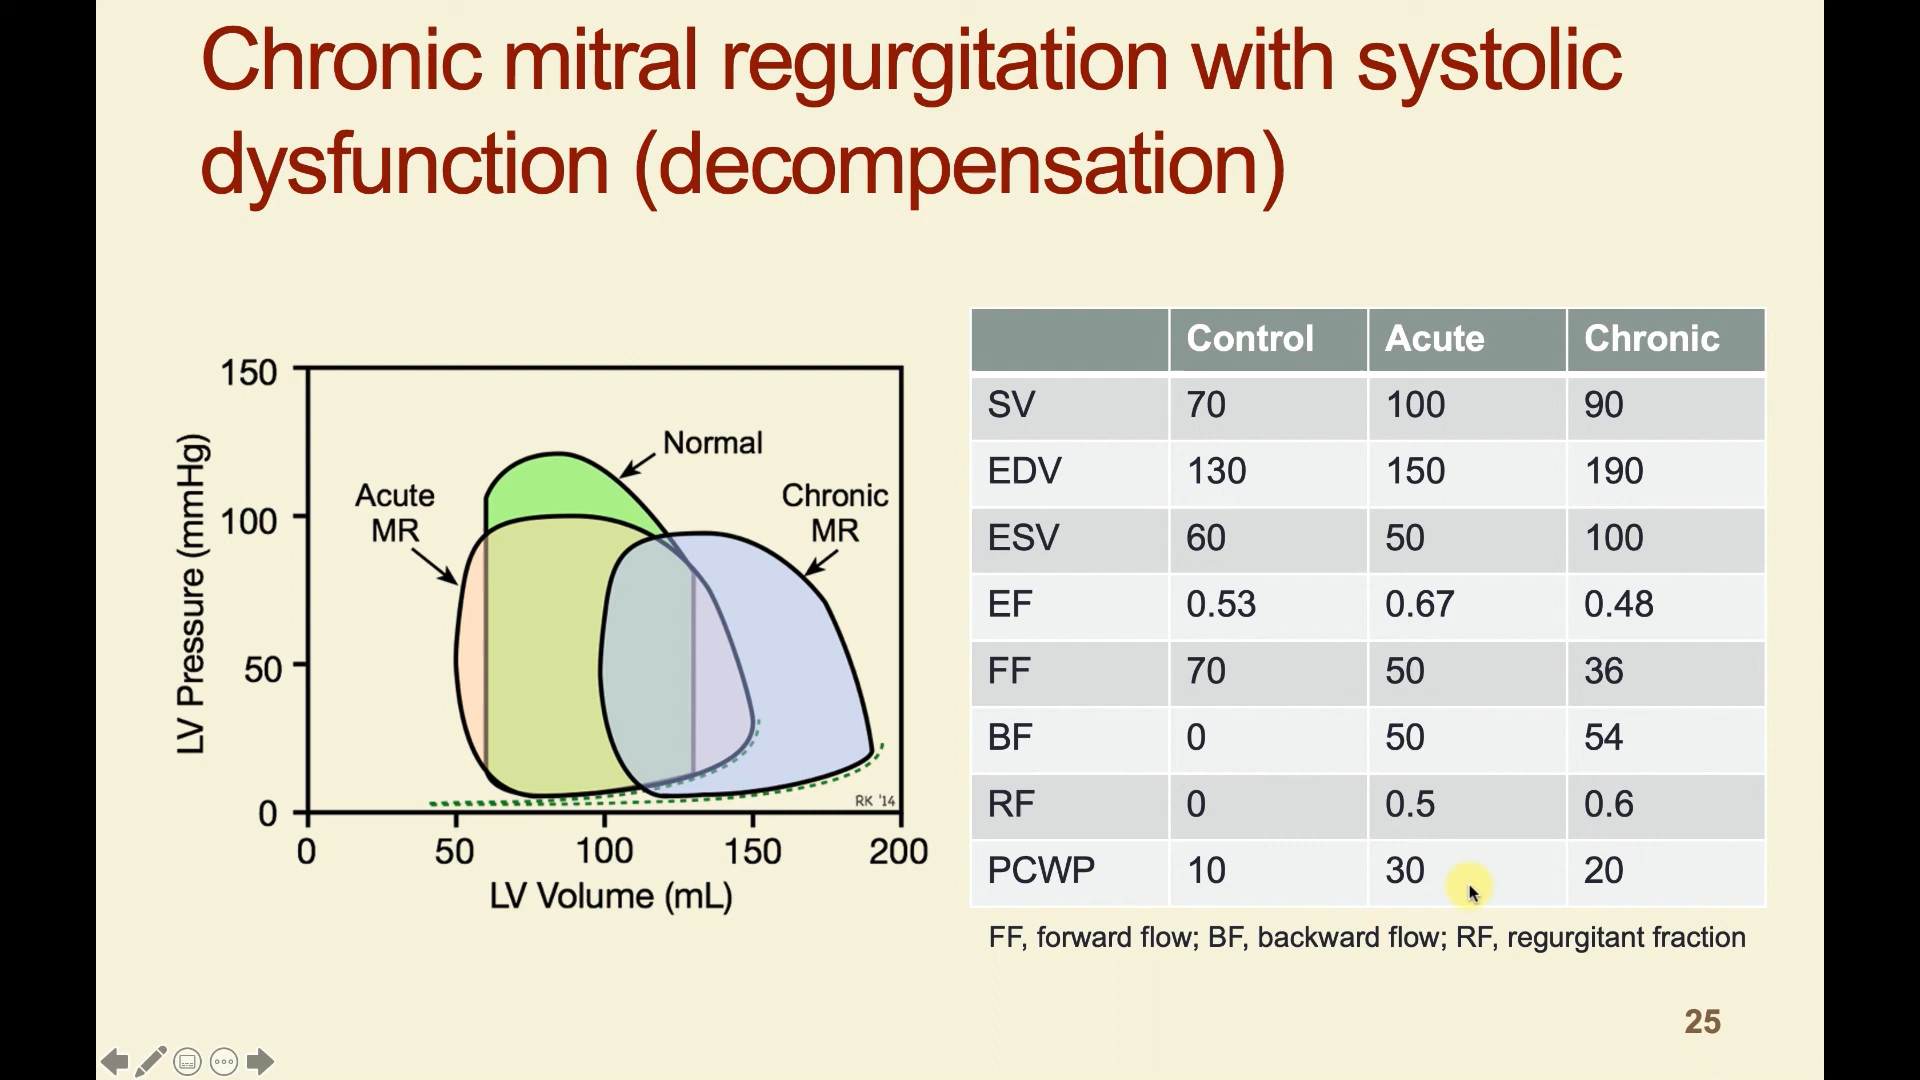 Chronic mitral regurgitation with systolic
dysfunction (decompensation)
150
100
50
0
LV Pressure (mmHg)
Normal
Acute
MR
Chronic
MR
RK '14
0 50 100 150 200
LV Volume (mL)
Control Acute Chronic
SV 70 100 90
EDV 130 150 190
ESV 60 50 100
EF 0.53 0.67 0.48
FF 70 50 36
BF 0 50 54
RF 0 0.5 0.6
PCWP 10 30 20
FF, forward flow; BF, backward flow; RF, regurgitant fraction
25